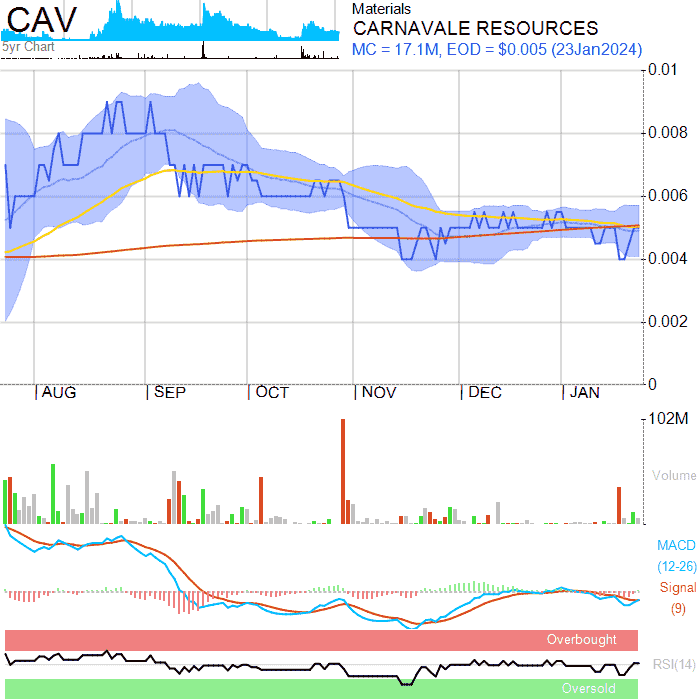 CAV
5yr Chart
Materials
CARNAVALE RESOURCES
MC = 17.1M, EOD = $0.005 (23Jan2024)
0.01
0.008
0.006
0.004
0.002
0
AUG SEP OCT NOV DEC JAN
102M
Volume
MACD
(12-26)
Signal
(9)
Overbought
RSI(14)
Oversold